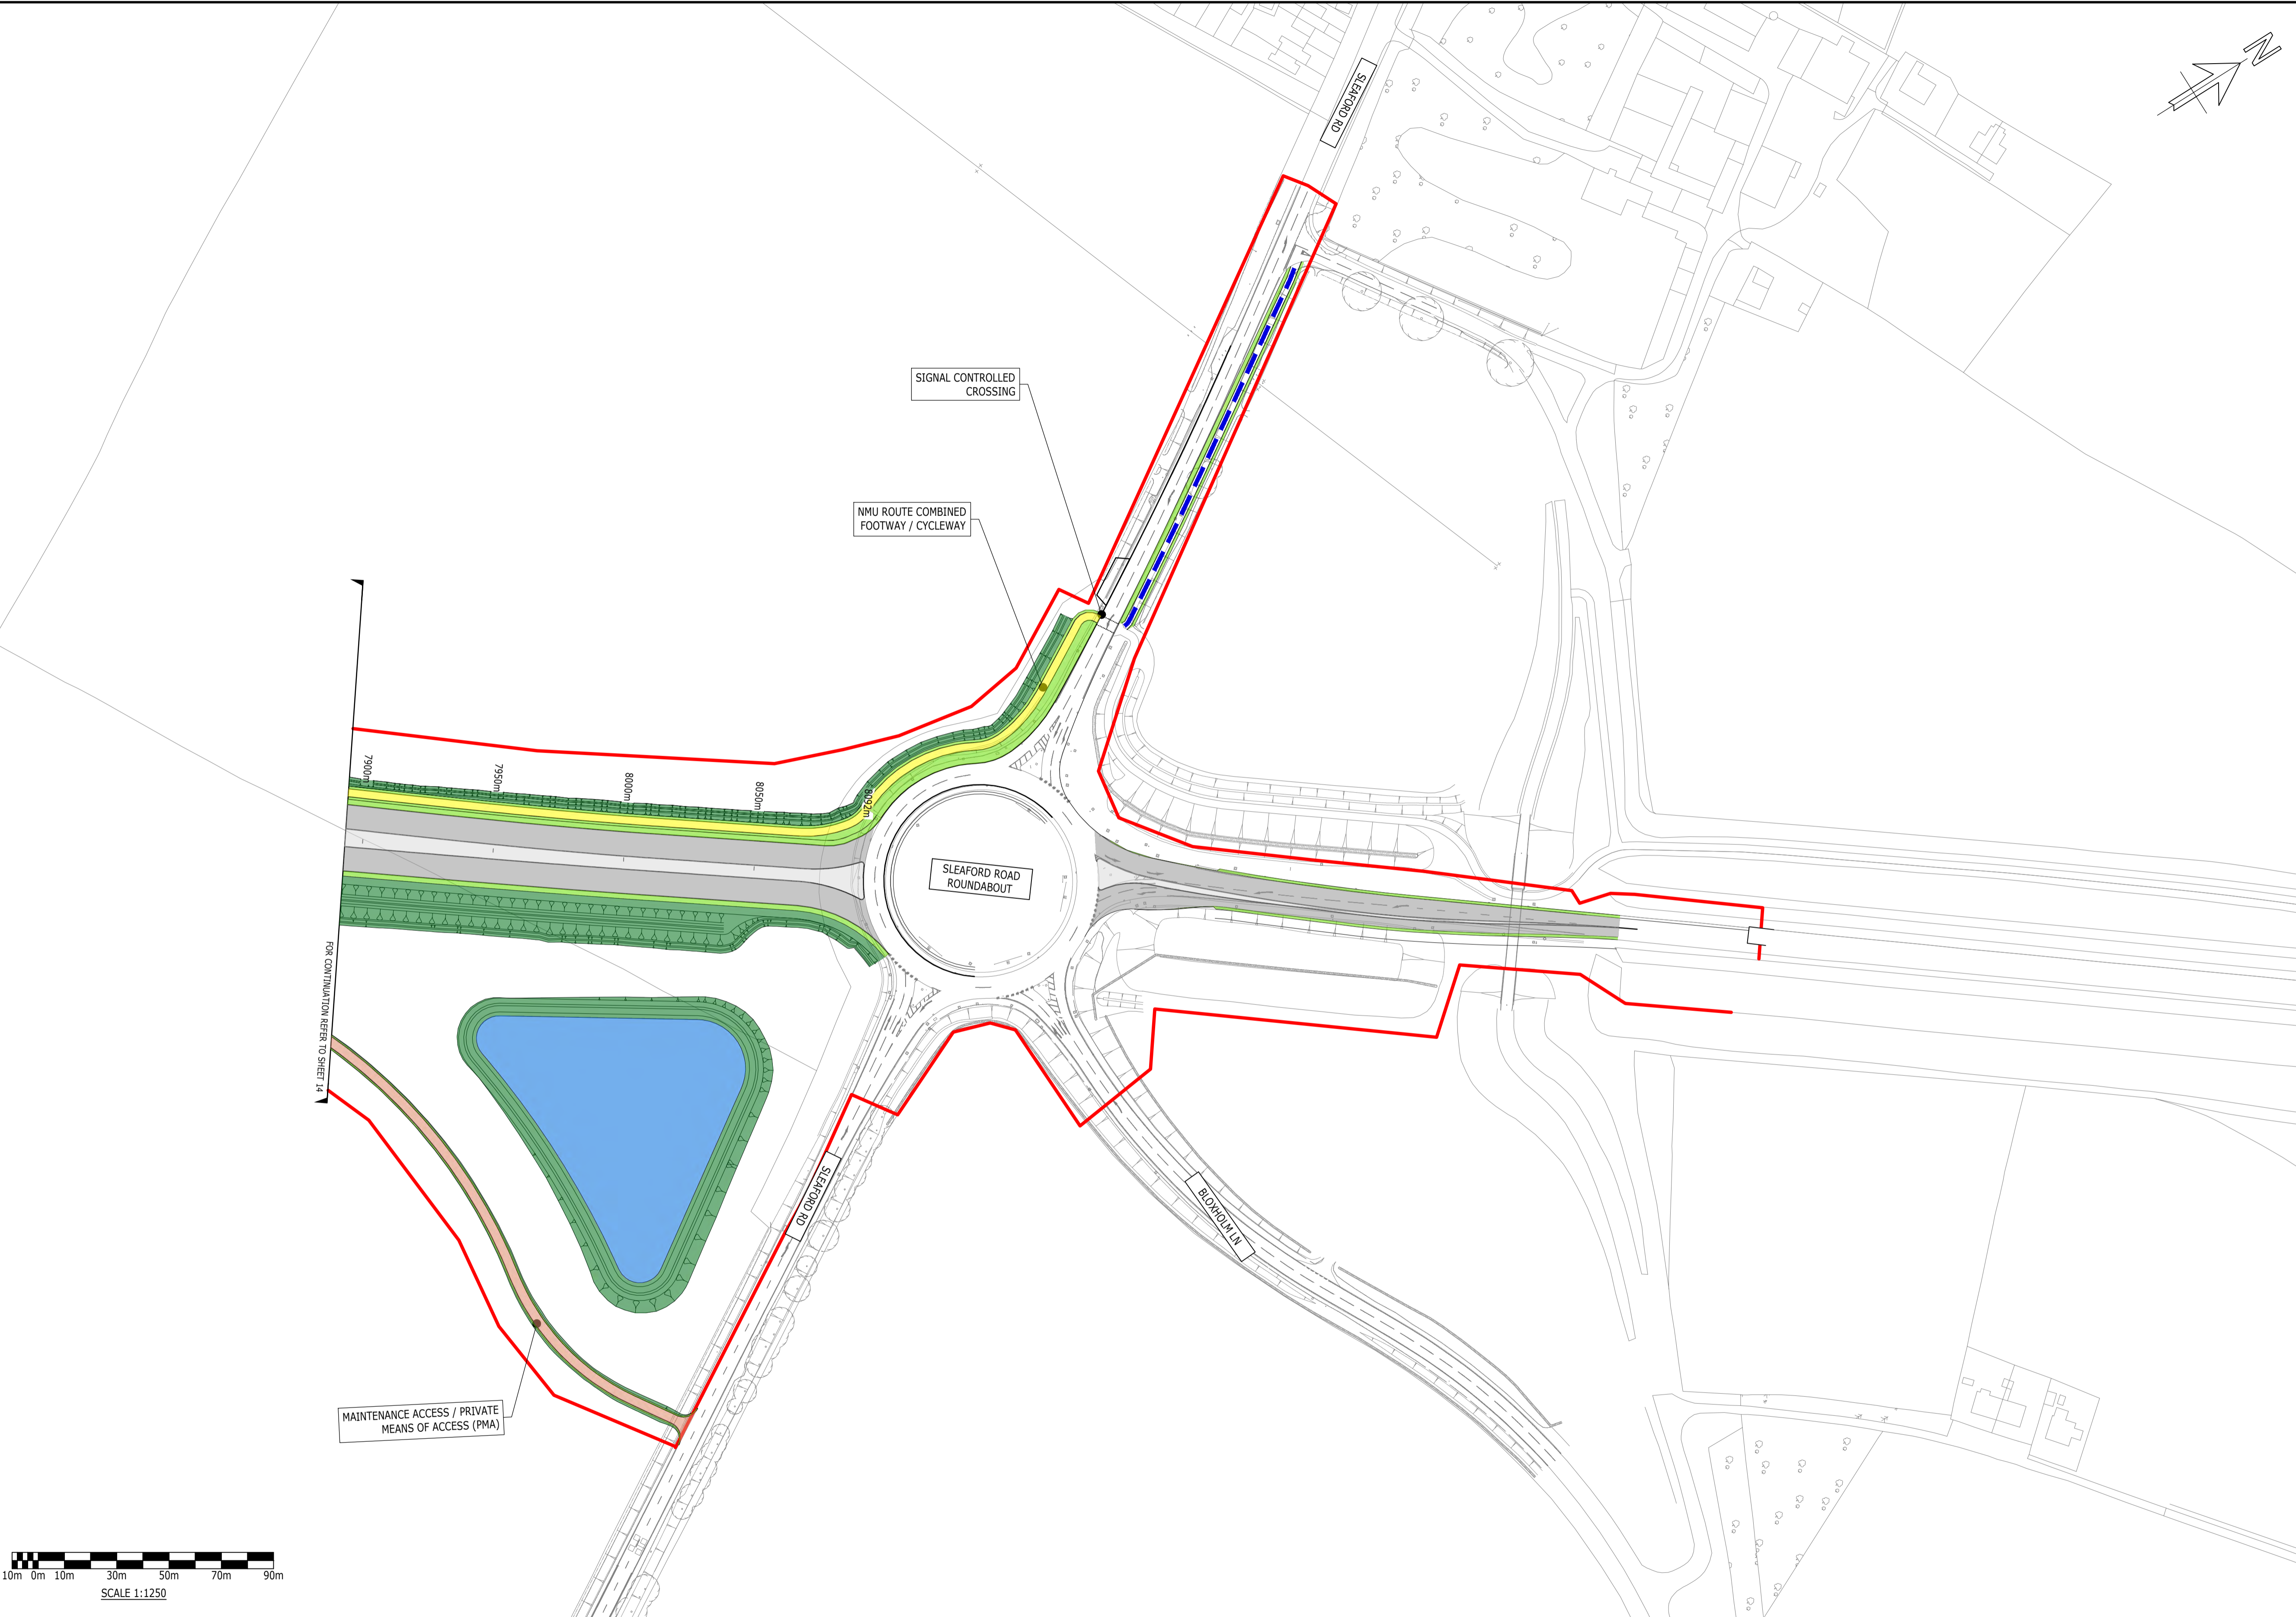 N
SLEAFORD RD
SIGNAL CONTROLLED
CROSSING
NMU ROUTE COMBINED
FOOTWAY / CYCLEWAY
7900m
7950m
8000m
8050m
8092m
SLEAFORD ROAD
ROUNDABOUT
FOR CONTINUATION REFER TO SHEET 14
SLEAFORD RD
BLOXHOLM LN
MAINTENANCE ACCESS / PRIVATE
MEANS OF ACCESS (PMA)
10m 0m 10m 30m 50m 70m 90m
SCALE 1:1250